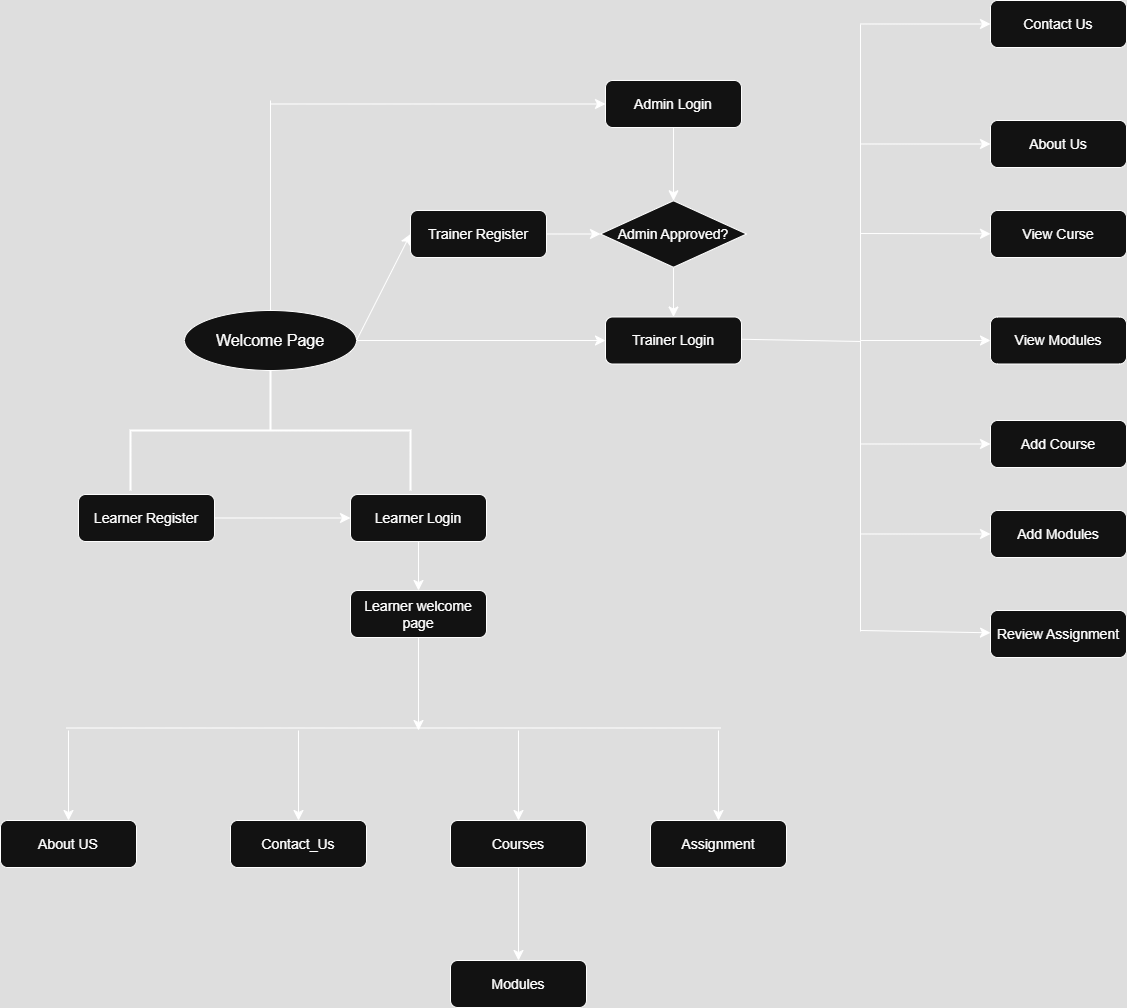 Contact Us
Admin Login
About Us
Trainer Register
Admin Approved?
View Curse
Welcome Page
Trainer Login
View Modules
Add Course
Learner Register
Learner Login
Add Modules
Learner welcome
page
Review Assignment
About US
Contact_Us
Courses
Assignment
Modules